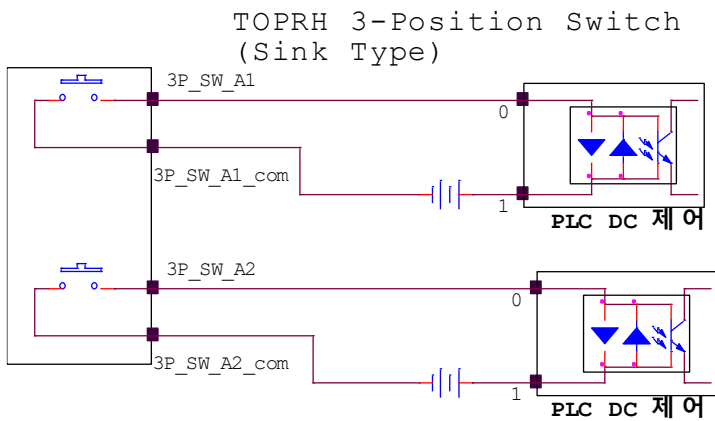 TOPRH 3-Position Switch
(Sink Type)
3P_SW_A1
0
3P_SW_A1_com
1
PLC DC 제어
3P_SW_A2
0
3P_SW_A2_com
1
PLC DC 제어